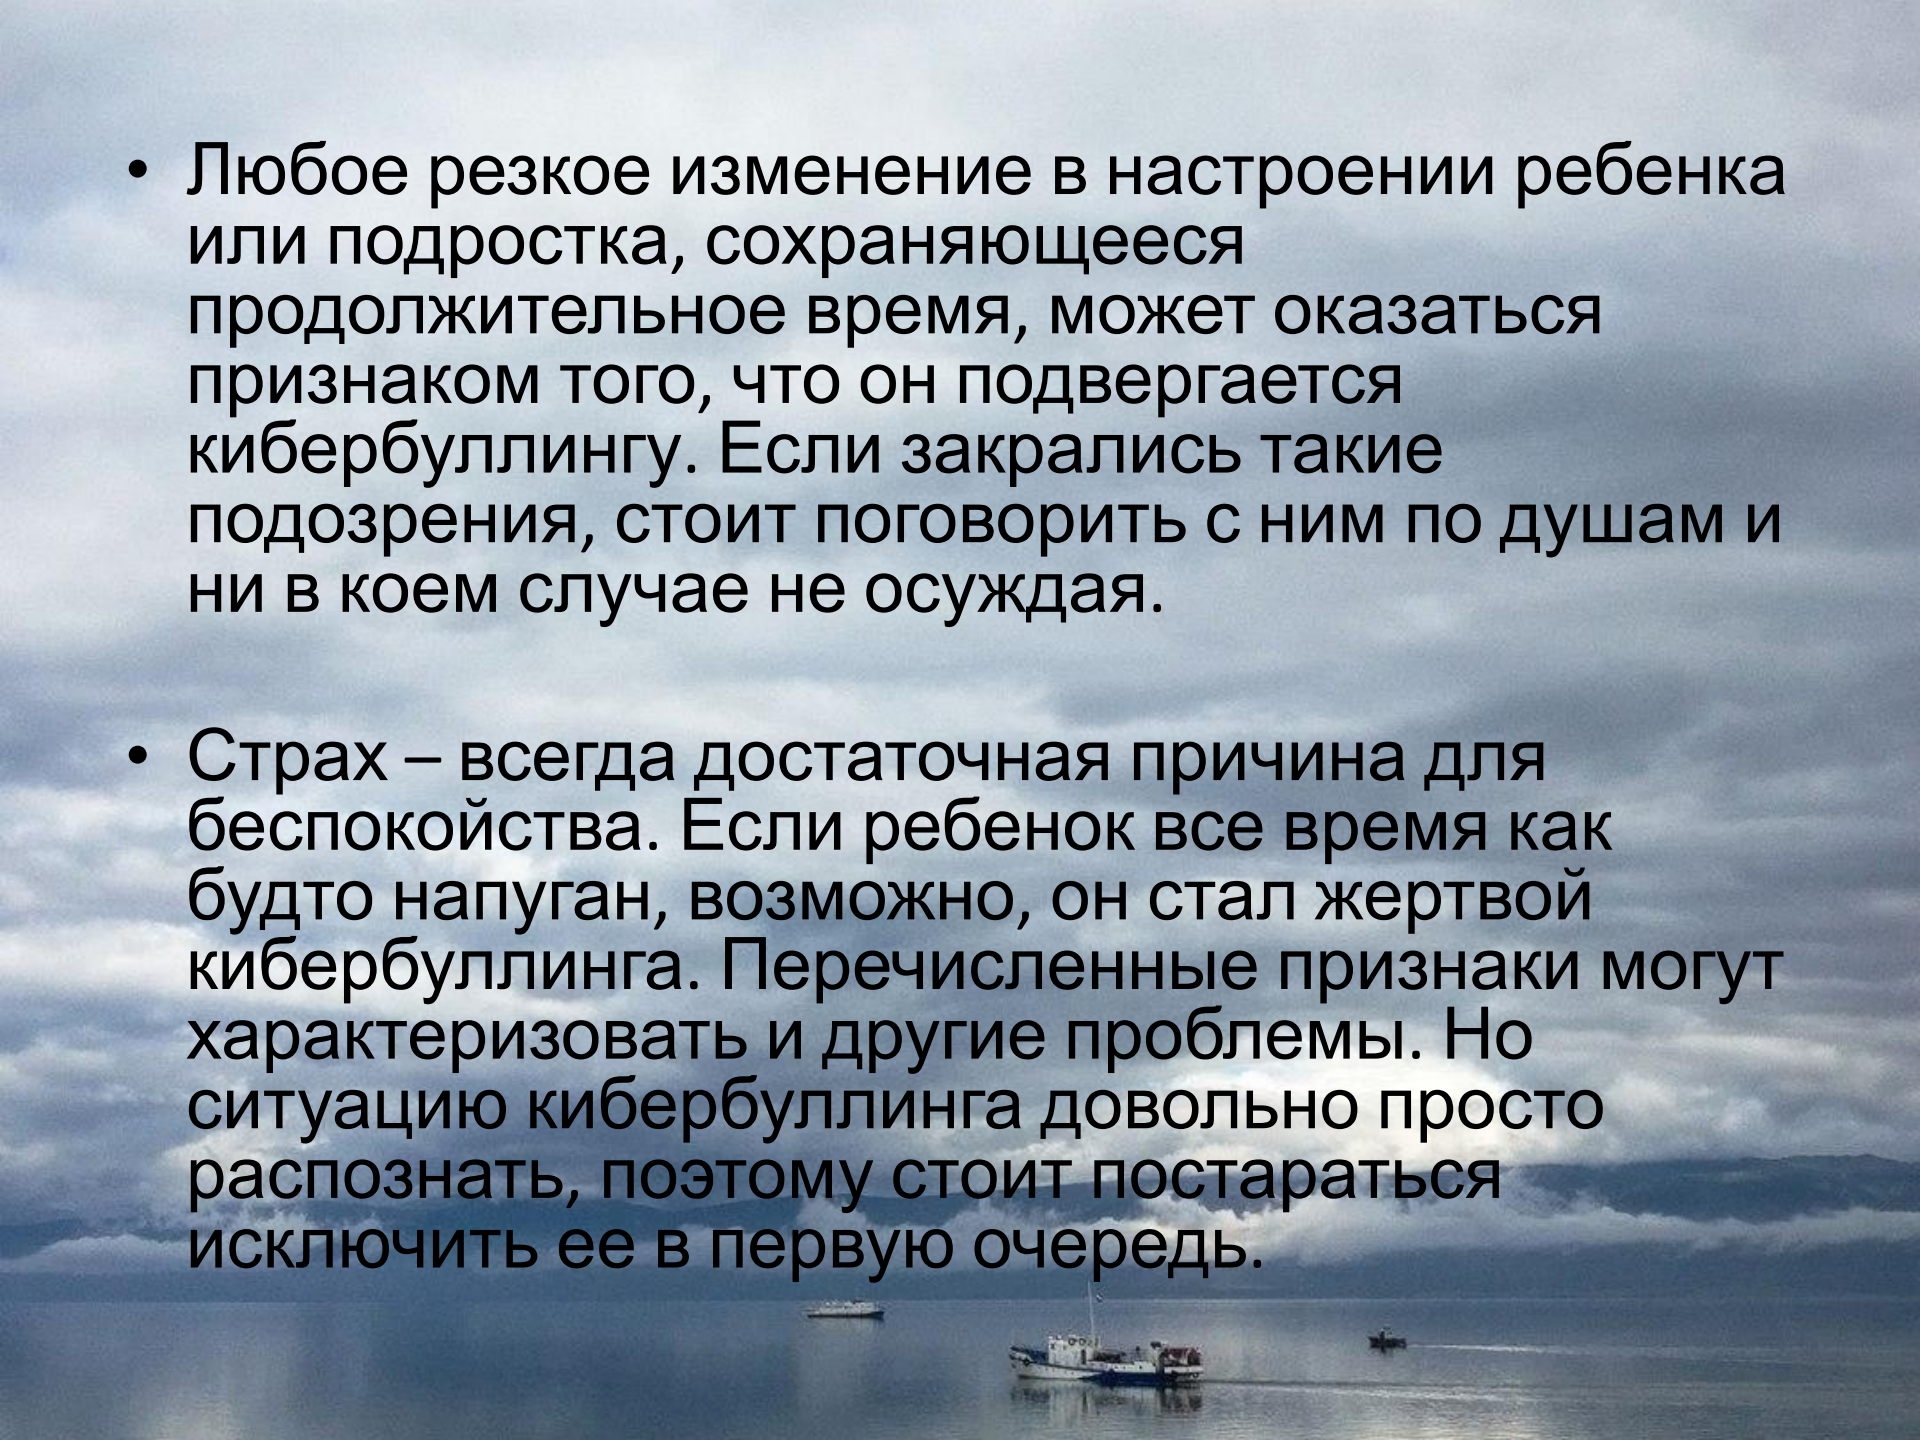 • Любое резкое изменение в настроении ребенка
или подростка, сохраняющееся
продолжительное время, может оказаться
признаком того, что он подвергается
кибербуллингу. Если закрались такие
подозрения, стоит поговорить с ним по душам и
ни в коем случае не осуждая.
• Страх – всегда достаточная причина для
беспокойства. Если ребенок все время как
будто напуган, возможно, он стал жертвой
кибербуллинга. Перечисленные признаки могут
характеризовать и другие проблемы. Но
ситуацию кибербуллинга довольно просто
распознать, поэтому стоит постараться
исключить ее в первую очередь.